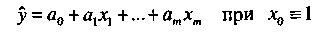 ŷ = a₀ + a₁x₁ + ... + aₘxₘ при x₀ ≡ 1